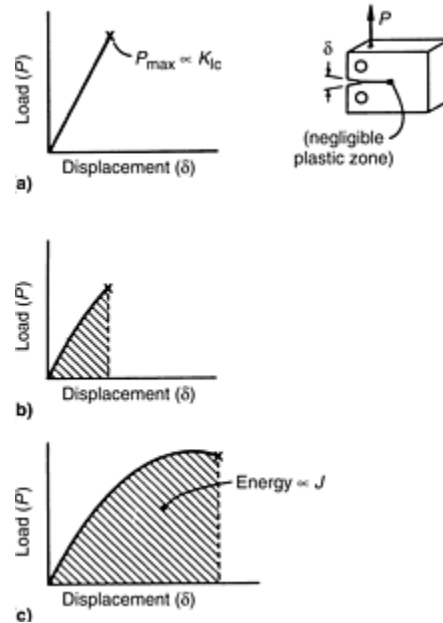 Load (P)
P_max ∝ K_Ic
Displacement (δ)
a)
P
δ
(negligible
plastic zone)
Load (P)
Displacement (δ)
b)
Load (P)
Energy ∝ J
Displacement (δ)
c)